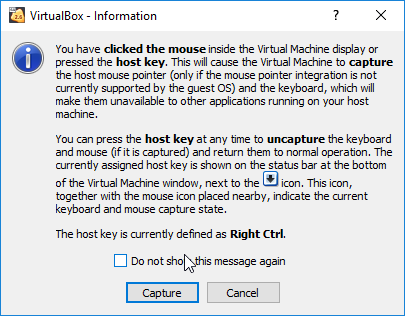 VirtualBox - Information
You have clicked the mouse inside the Virtual Machine display or
pressed the host key. This will cause the Virtual Machine to capture
the host mouse pointer (only if the mouse pointer integration is not
currently supported by the guest OS) and the keyboard, which will
make them unavailable to other applications running on your host
machine.
You can press the host key at any time to uncapture the keyboard
and mouse (if it is captured) and return them to normal operation. The
currently assigned host key is shown on the status bar at the bottom
of the Virtual Machine window, next to the icon. This icon,
together with the mouse icon placed nearby, indicate the current
keyboard and mouse capture state.
The host key is currently defined as Right Ctrl.
Do not show this message again
Capture
Cancel